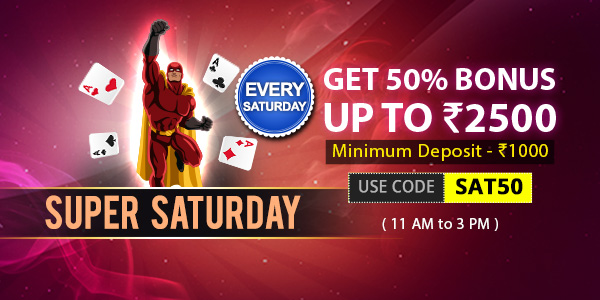 EVERY
SATURDAY
GET 50% BONUS
UP TO ₹2500
Minimum Deposit - ₹1000
USE CODE SAT50
( 11 AM to 3 PM )
SUPER SATURDAY
A
A
A
A